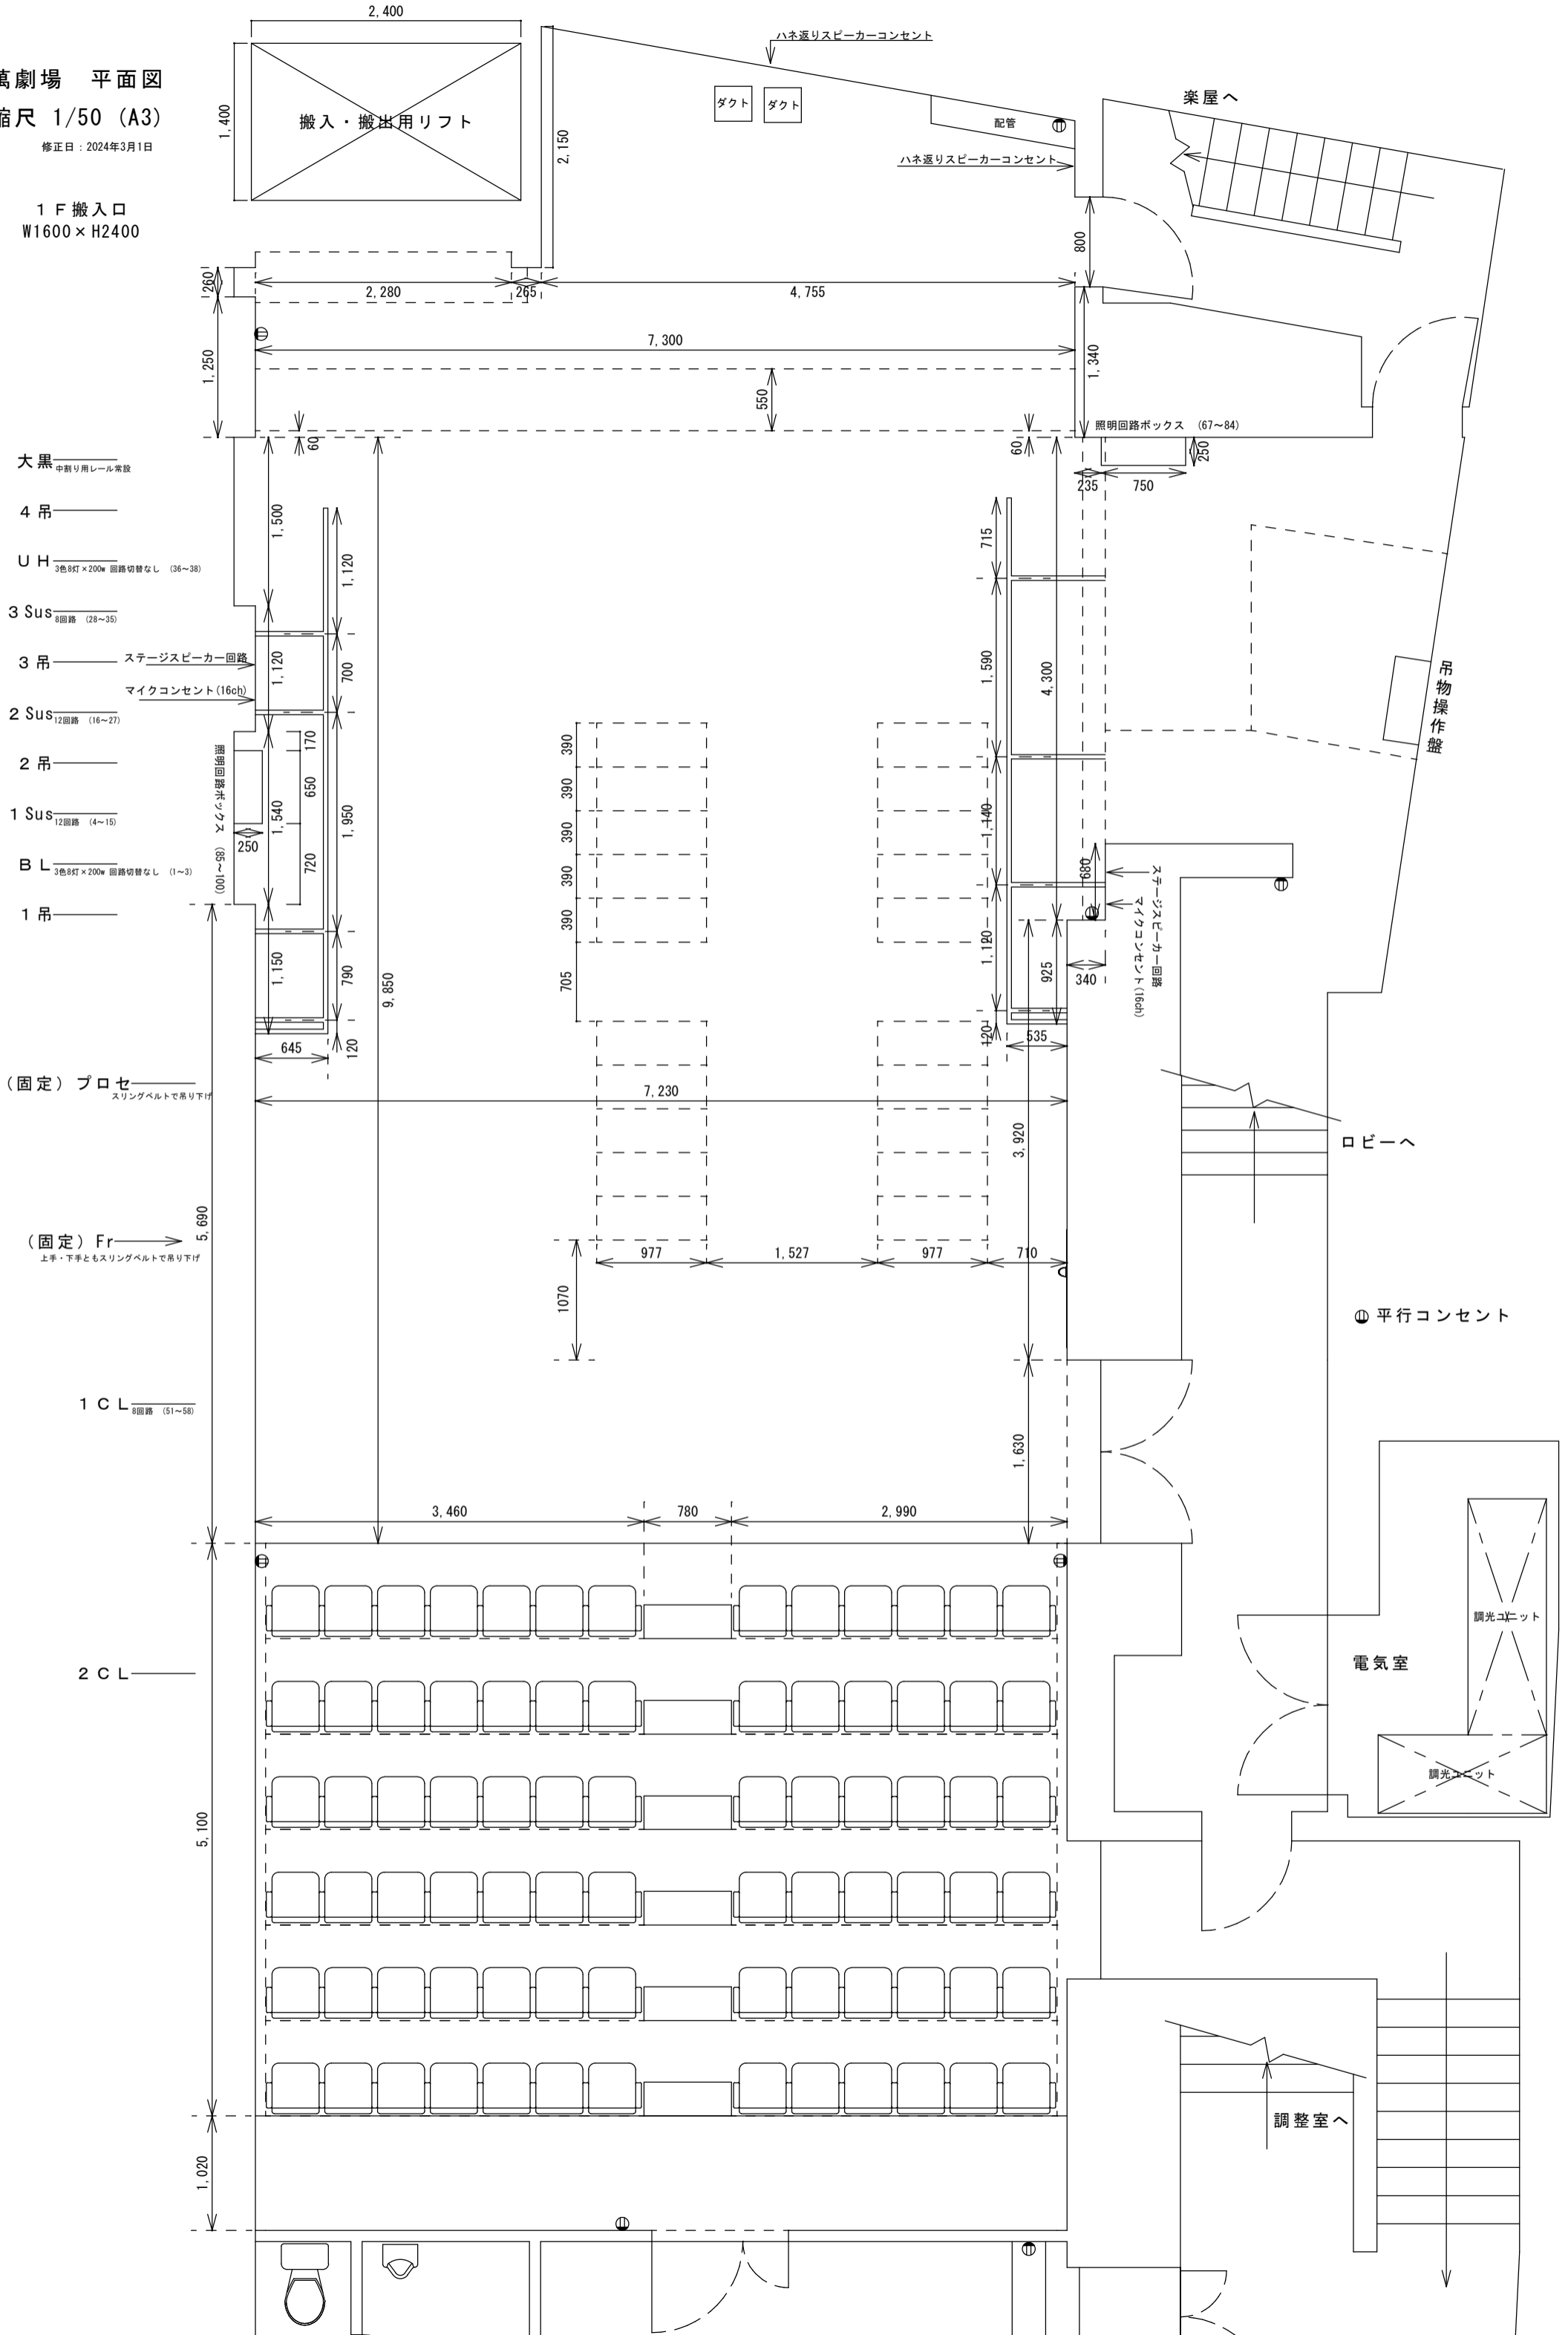 萬劇場　平面図
縮尺 1/50 (A3)
修正日：2024年3月1日
１Ｆ搬入口
W1600×H2400
2,400
1,400
搬入・搬出用リフト
2,150
ハネ返りスピーカーコンセント
ダクト
ダクト
配管
ハネ返りスピーカーコンセント
楽屋へ
800
260
2,280
265
4,755
1,250
7,300
1,340
550
60
60
照明回路ボックス　(67～84)
250
235
750
大黒
中割り用レール常設
４吊
ＵＨ
3色8灯×200w 回路切替なし　(36～38)
３Sus
8回路　(28～35)
３吊
２Sus
12回路　(16～27)
２吊
１Sus
12回路　(4～15)
ＢＬ
3色8灯×200w 回路切替なし　(1～3)
１吊
ステージスピーカー回路
マイクコンセント(16ch)
照明回路ボックス　(85～100)
1,500
1,120
1,120
700
170
650
1,540
720
1,950
250
1,150
790
645
120
9,850
390
390
390
390
390
705
715
1,590
4,300
1,140
680
1,120
925
340
120
535
ステージスピーカー回路
マイクコンセント(16ch)
吊物操作盤
(固定) プロセ
スリングベルトで吊り下げ
7,230
3,920
ロビーへ
5,690
(固定) Fr
上手・下手ともスリングベルトで吊り下げ
977
1,527
977
710
1070
平行コンセント
１ＣＬ
8回路　(51～58)
1,630
3,460
780
2,990
調光ユニット
電気室
２ＣＬ
調光ユニット
5,100
調整室へ
1,020